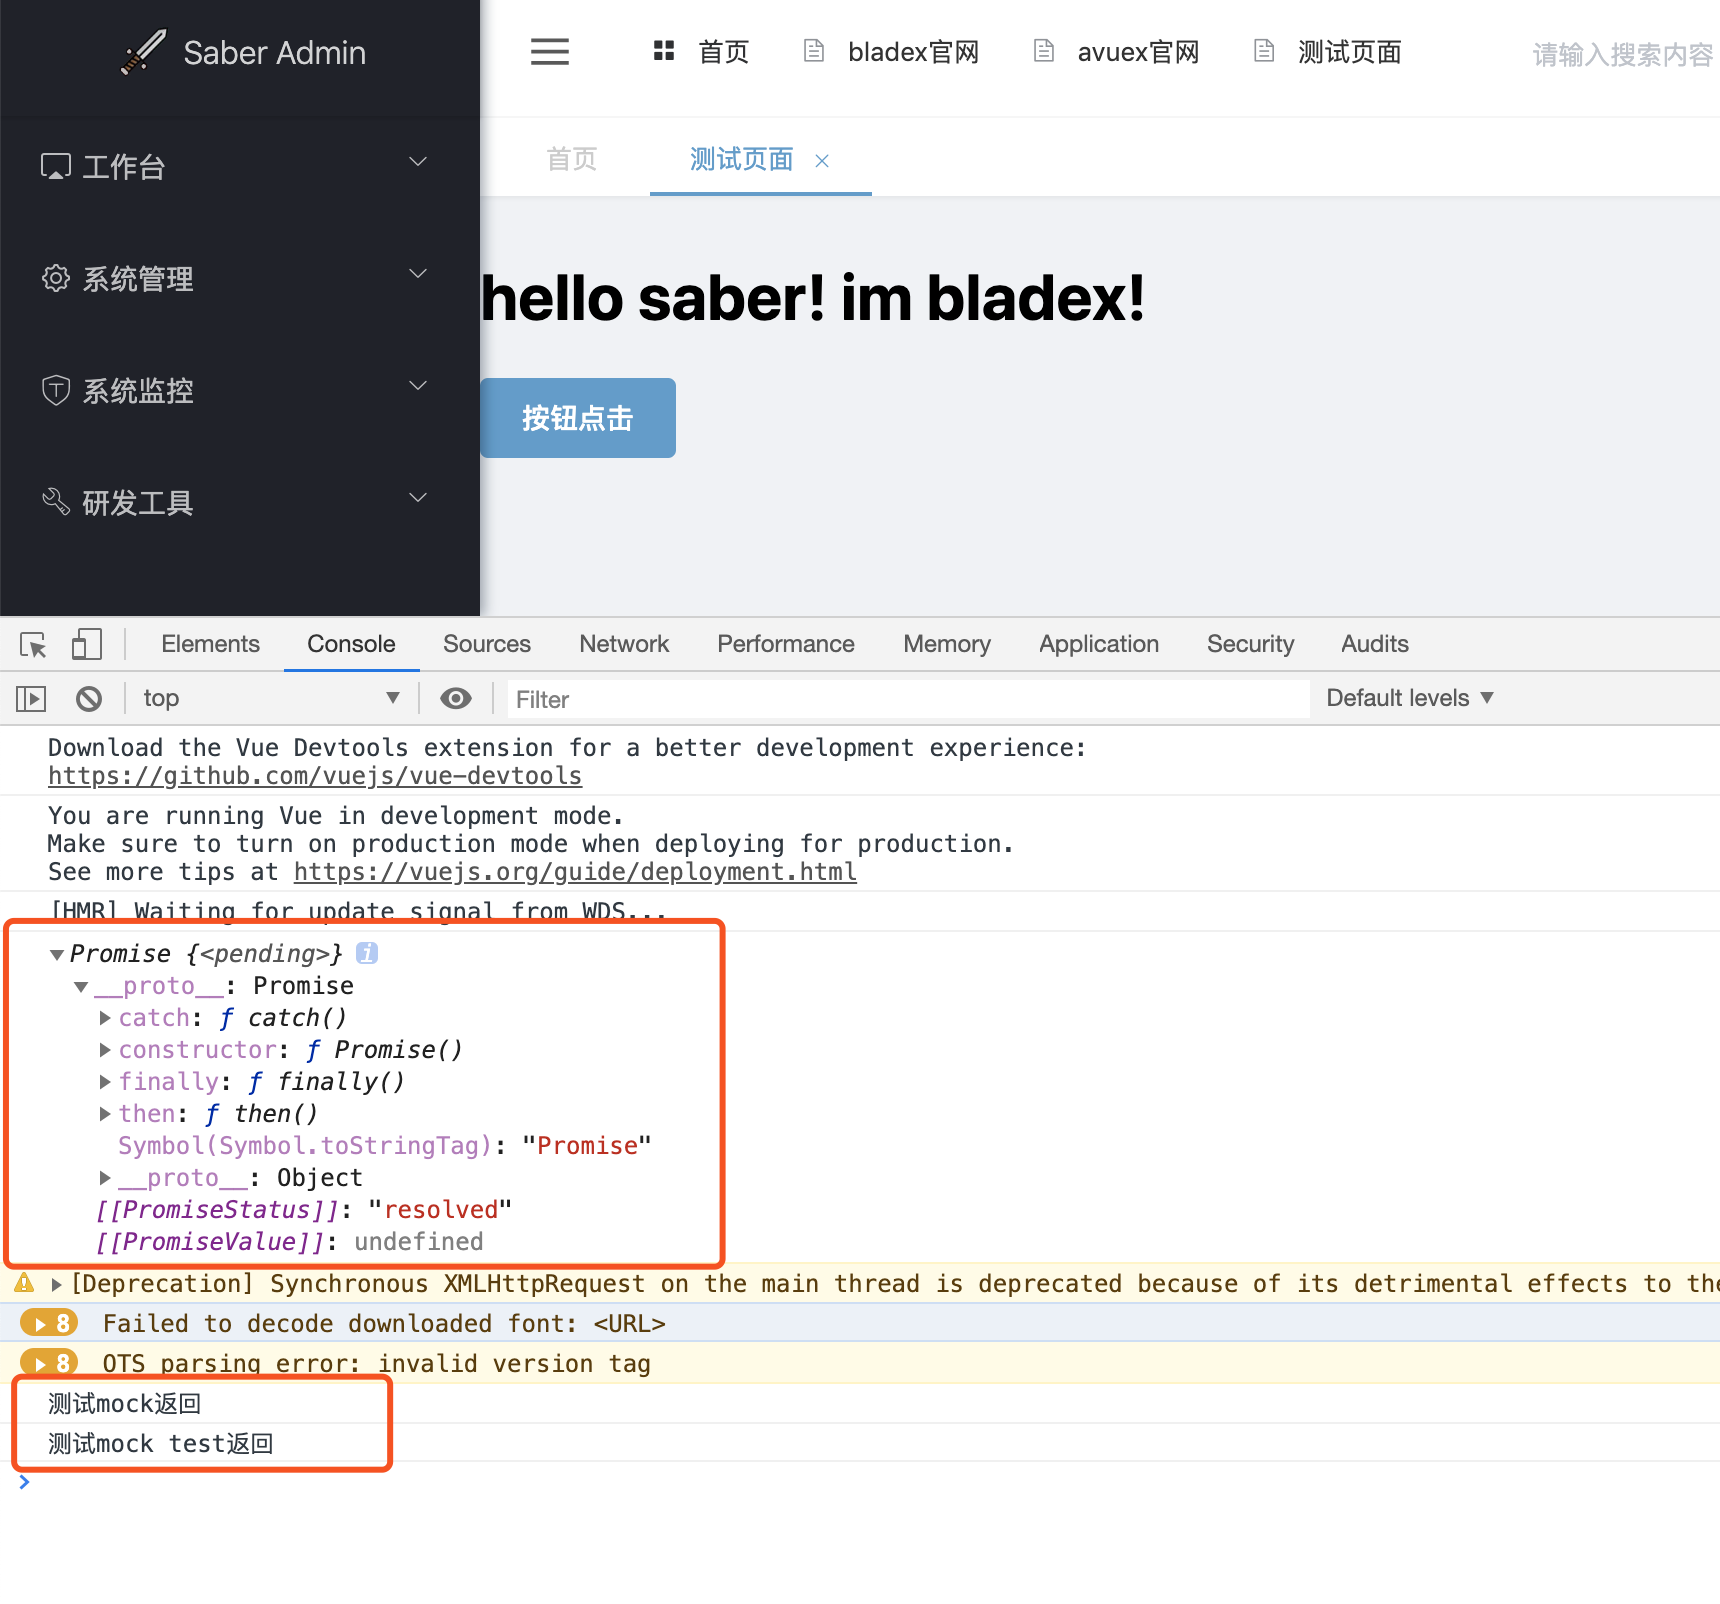 Saber Admin
首页
bladex官网
avuex官网
测试页面
请输入搜索内容
工作台
系统管理
系统监控
研发工具
首页
测试页面 ×
hello saber! im bladex!
按钮点击
Elements Console Sources Network Performance Memory Application Security Audits
top ▼ Filter Default levels ▼
Download the Vue Devtools extension for a better development experience:
https://github.com/vuejs/vue-devtools
You are running Vue in development mode.
Make sure to turn on production mode when deploying for production.
See more tips at https://vuejs.org/guide/deployment.html
[HMR] Waiting for update signal from WDS...
▼Promise {<pending>} i
▼__proto__: Promise
▶catch: ƒ catch()
▶constructor: ƒ Promise()
▶finally: ƒ finally()
▶then: ƒ then()
Symbol(Symbol.toStringTag): "Promise"
▶__proto__: Object
[[PromiseStatus]]: "resolved"
[[PromiseValue]]: undefined
▶[Deprecation] Synchronous XMLHttpRequest on the main thread is deprecated because of its detrimental effects to the
▶8 Failed to decode downloaded font: <URL>
▶8 OTS parsing error: invalid version tag
测试mock返回
测试mock test返回